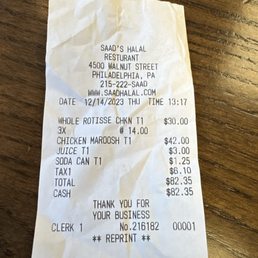 SAAD'S HALAL
RESTURANT
4500 WALNUT STREET
PHILADELPHIA, PA
215-222-SAAD
WWW.SAADHALAL.COM
DATE 12/14/2023 THU TIME 13:17
WHOLE ROTISSE CHKN T1 $30.00
3X @ 14.00
CHICKEN MAROOSH T1 $42.00
JUICE T1 $3.00
SODA CAN T1 $1.25
TAX1 $6.10
TOTAL $82.35
CASH $82.35
THANK YOU FOR
YOUR BUSINESS
CLERK 1 No.216182 00001
** REPRINT **